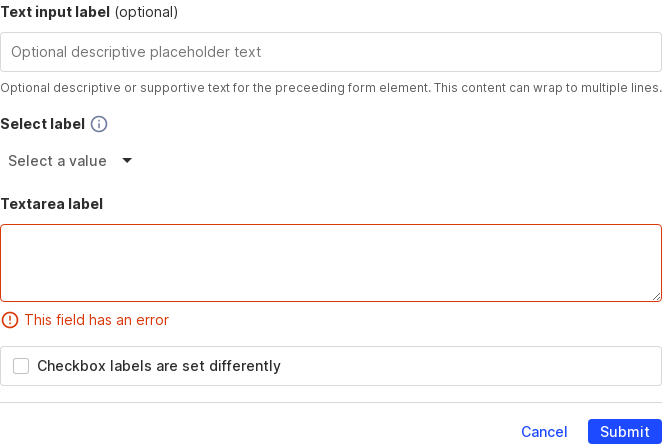 Text input label (optional)
Optional descriptive placeholder text
Optional descriptive or supportive text for the preceeding form element. This content can wrap to multiple lines.
Select label
Select a value
Textarea label
This field has an error
Checkbox labels are set differently
Cancel Submit